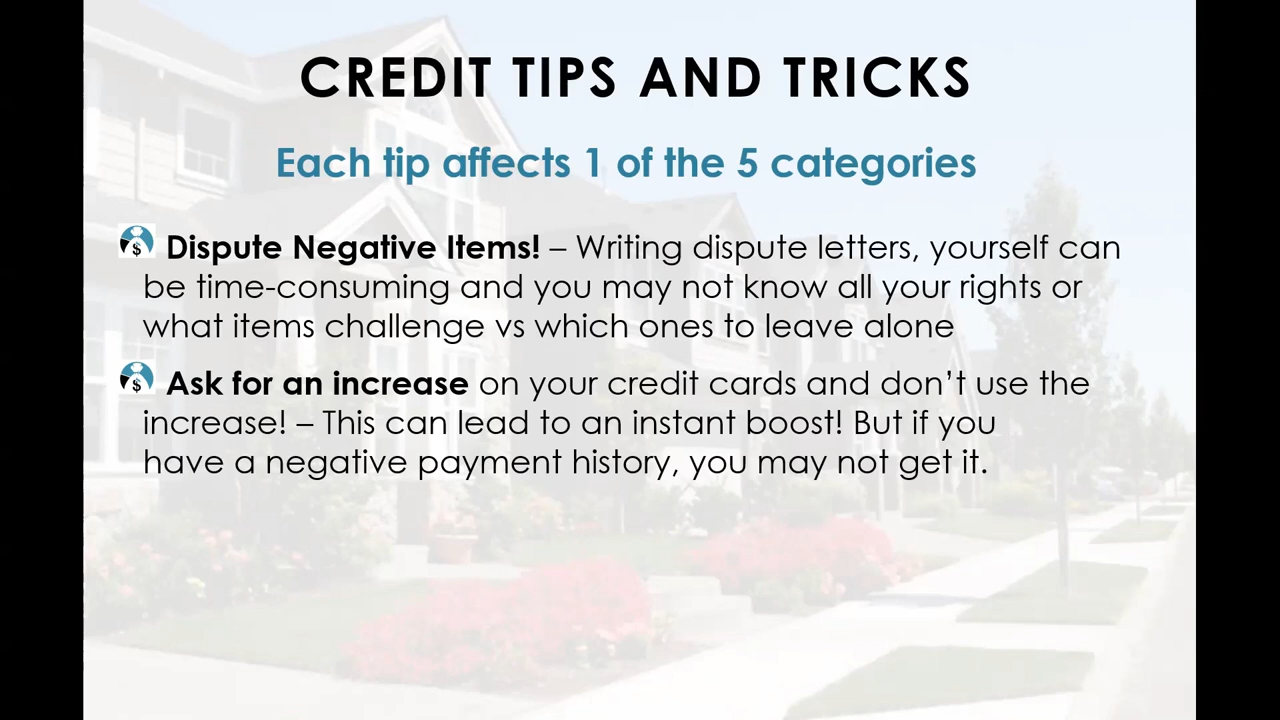 CREDIT TIPS AND TRICKS
Each tip affects 1 of the 5 categories
$ Dispute Negative Items! – Writing dispute letters, yourself can
be time-consuming and you may not know all your rights or
what items challenge vs which ones to leave alone
$ Ask for an increase on your credit cards and don’t use the
increase! – This can lead to an instant boost! But if you
have a negative payment history, you may not get it.